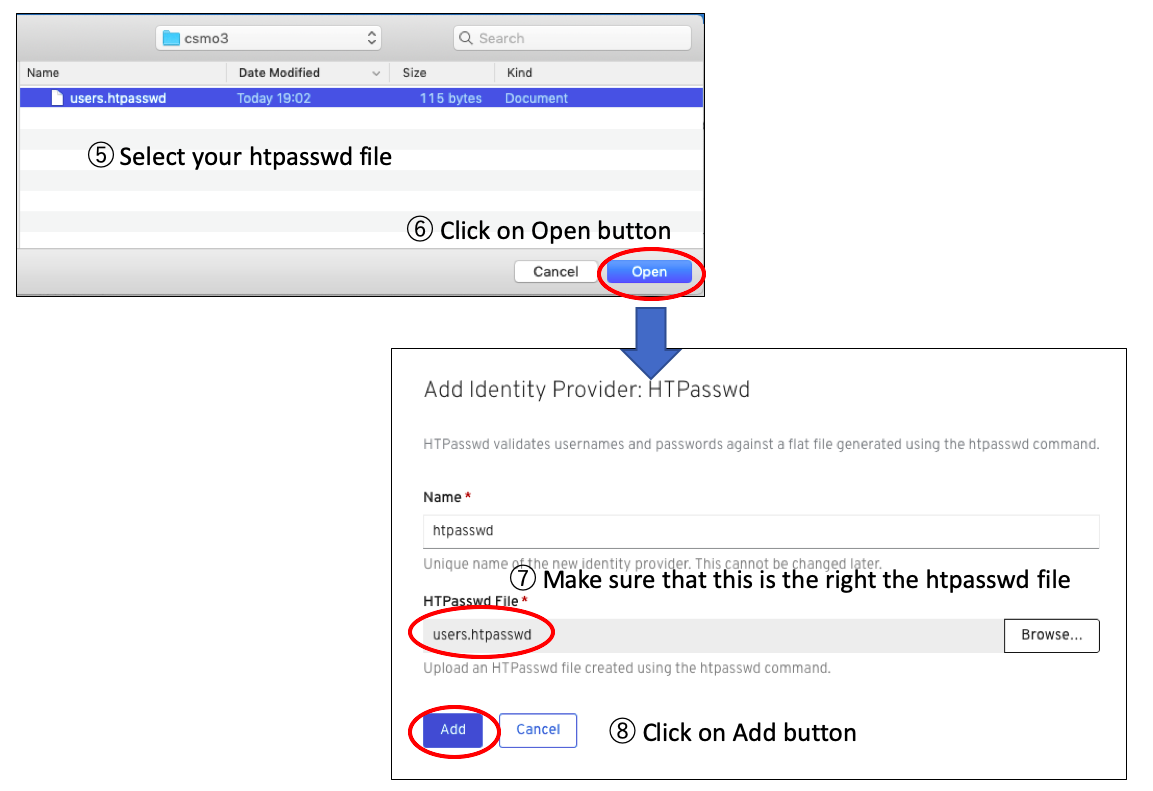 csmo3
Search
Name Date Modified Size Kind
users.htpasswd Today 19:02 115 bytes Document
⑤ Select your htpasswd file
⑥ Click on Open button
Cancel Open
Add Identity Provider: HTPasswd
HTPasswd validates usernames and passwords against a flat file generated using the htpasswd command.
Name *
htpasswd
Unique name of the new identity provider. This cannot be changed later.
⑦ Make sure that this is the right the htpasswd file
HTPasswd File *
users.htpasswd Browse...
Upload an HTPasswd file created using the htpasswd command.
Add Cancel ⑧ Click on Add button